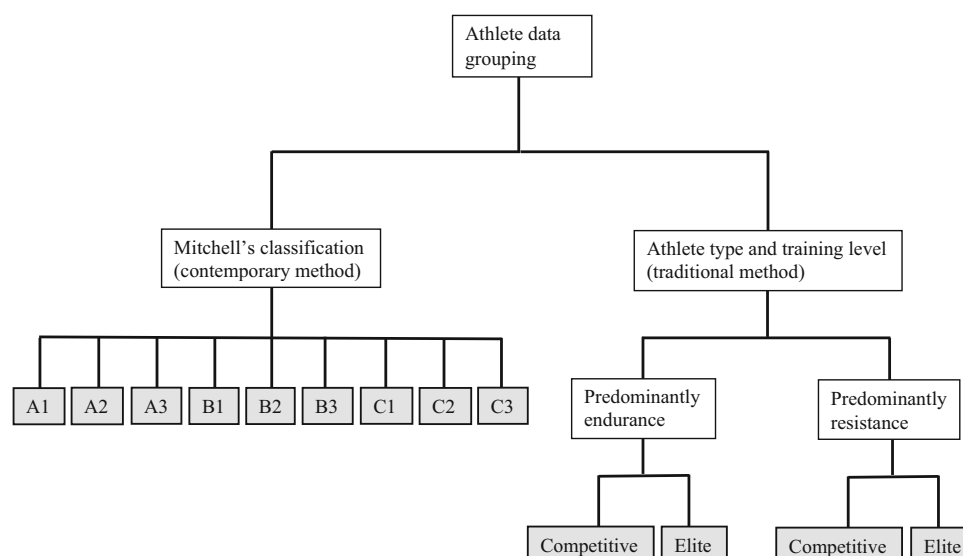 Athlete data
grouping
Mitchell’s classification
(contemporary method)
Athlete type and training level
(traditional method)
A1
A2
A3
B1
B2
B3
C1
C2
C3
Predominantly
endurance
Predominantly
resistance
Competitive
Elite
Competitive
Elite